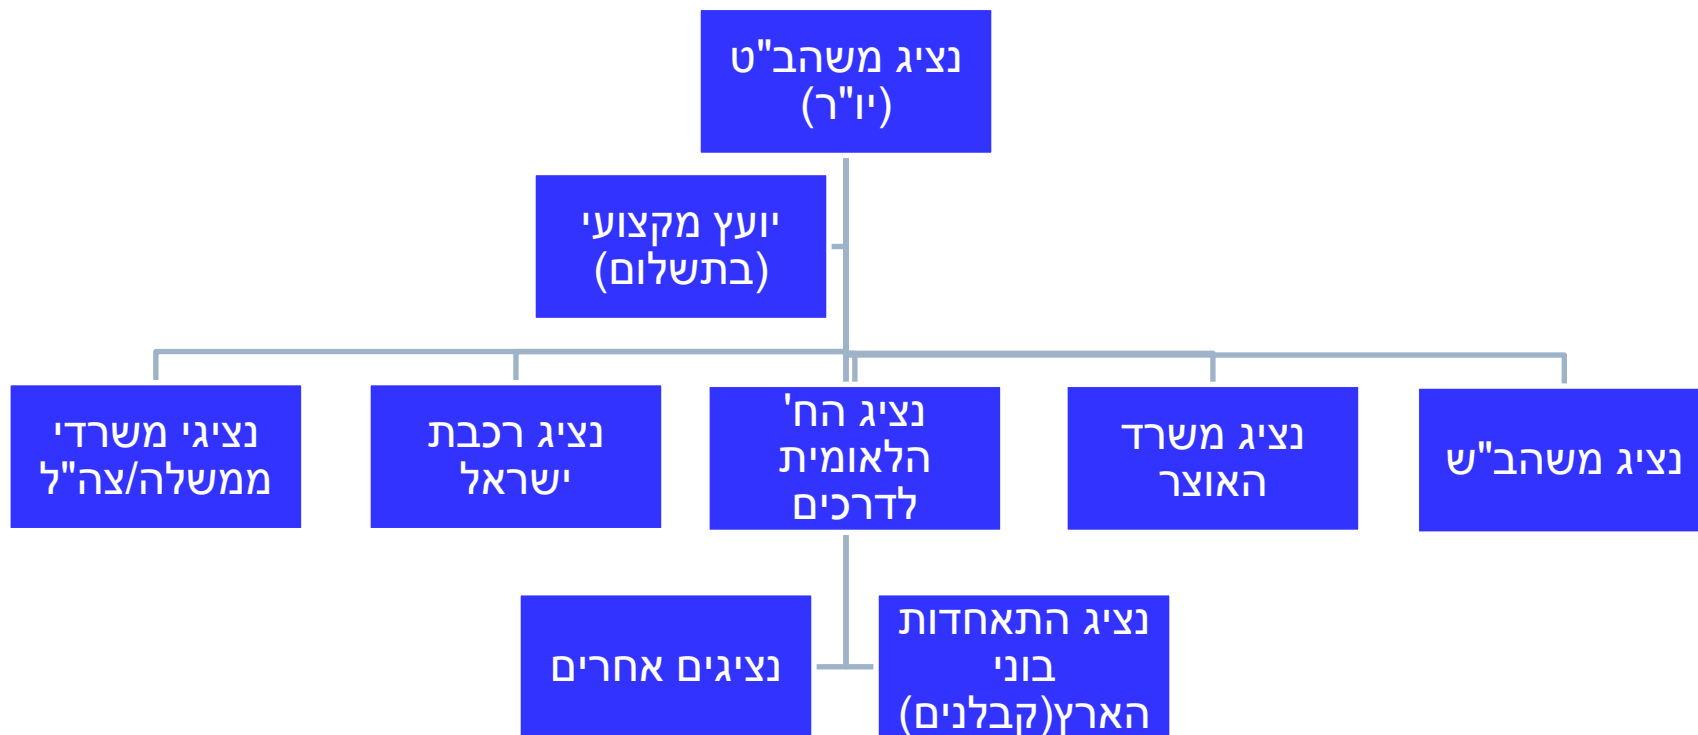 נציג משהב"ט
(יו"ר)
יועץ מקצועי
(בתשלום)
נציג משהב"ש
נציג משרד
האוצר
נציג הח'
הלאומית
לדרכים
נציג רכבת
ישראל
נציגי משרדי
ממשלה/צה"ל
נציג התאחדות
בוני
הארץ(קבלנים)
נציגים אחרים